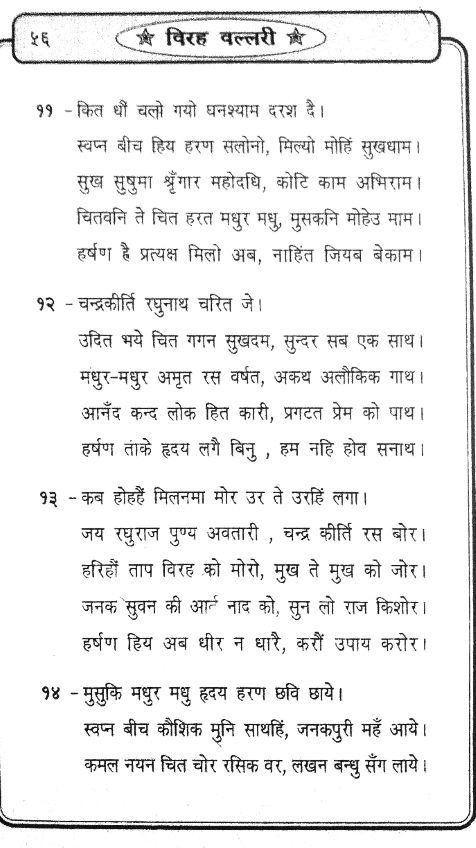 ५६ ☆ विरह वल्लरी ☆
११ - कित धौं चलो गयो घनश्याम दरश दै।
स्वप्न बीच हिय हरण सलोनो, मिल्यो मोहिं सुखधाम।
सुख सुषुमा श्रृँगार महोदधि, कोटि काम अभिराम।
चितवनि ते चित हरत मधुर मधु, मुसकनि मोहेउ माम।
हर्षण है प्रत्यक्ष मिलो अब, नाहिंत जियब बेकाम।
१२ - चन्द्रकीर्ति रघुनाथ चरित जे।
उदित भये चित गगन सुखदम, सुन्दर सब एक साथ।
मधुर-मधुर अमृत रस वर्षत, अकथ अलौकिक गाथ।
आनँद कन्द लोक हित कारी, प्रगटत प्रेम को पाथ।
हर्षण ताके हृदय लगै बिनु , हम नहि होव सनाथ।
१३ - कब होहहैं मिलनमा मोर उर ते उरहिं लगा।
जय रघुराज पुण्य अवतारी , चन्द्र कीर्ति रस बोर।
हरिहौं ताप विरह को मोरो, मुख ते मुख को जोर।
जनक सुवन की आर्त नाद को, सुन लो राज किशोर।
हर्षण हिय अब धीर न धारै, करौं उपाय करोर।
१४ - मुसुकि मधुर मधु हृदय हरण छवि छाये।
स्वप्न बीच कौशिक मुनि साथहिं, जनकपुरी महँ आये।
कमल नयन चित चोर रसिक वर, लखन बन्धु सँग लाये।